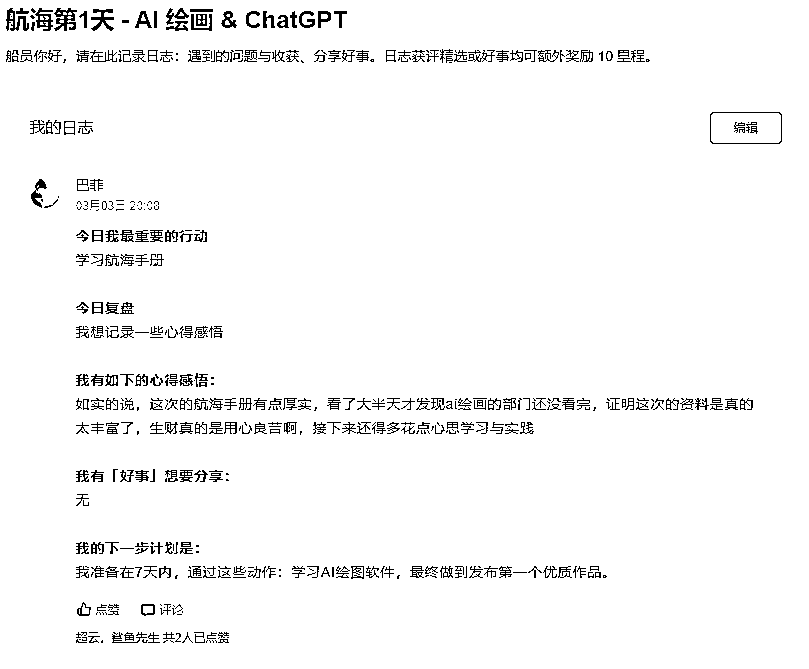 航海第1天 - AI 绘画 & ChatGPT
船员你好，请在此记录日志：遇到的问题与收获、分享好事。日志获评精选或好事均可额外奖励 10 里程。
我的日志
编辑
巴菲
03月03日 20:08
今日我最重要的行动
学习航海手册
今日复盘
我想记录一些心得感悟
我有如下的心得感悟：
如实的说，这次的航海手册有点厚实，看了大半天才发现ai绘画的部门还没看完，证明这次的资料是真的
太丰富了，生财真的是用心良苦啊，接下来还得多花点心思学习与实践
我有「好事」想要分享：
无
我的下一步计划是：
我准备在7天内，通过这些动作：学习AI绘图软件，最终做到发布第一个优质作品。
点赞 评论
超云，鲨鱼先生 共2人已点赞